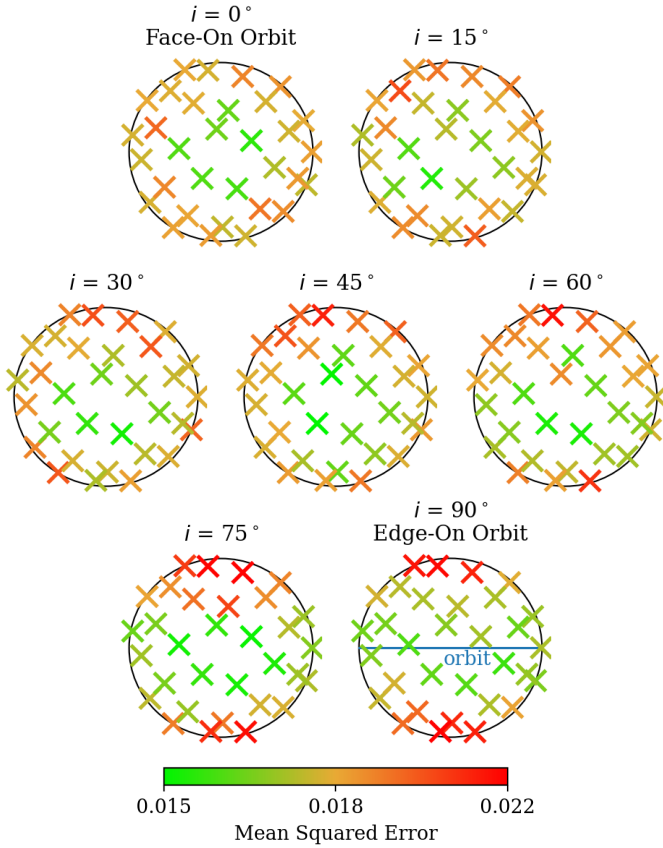 i = 0°
Face-On Orbit
i = 15°
i = 30°
i = 45°
i = 60°
i = 75°
i = 90°
Edge-On Orbit
orbit
0.015 0.018 0.022
Mean Squared Error